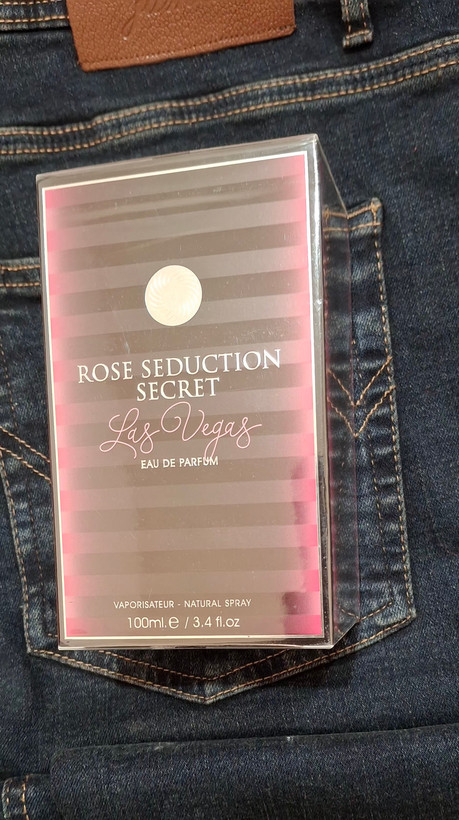 ROSE SEDUCTION
SECRET
Las Vegas
EAU DE PARFUM
VAPORISATEUR - NATURAL SPRAY
100ml.e / 3.4 fl.oz